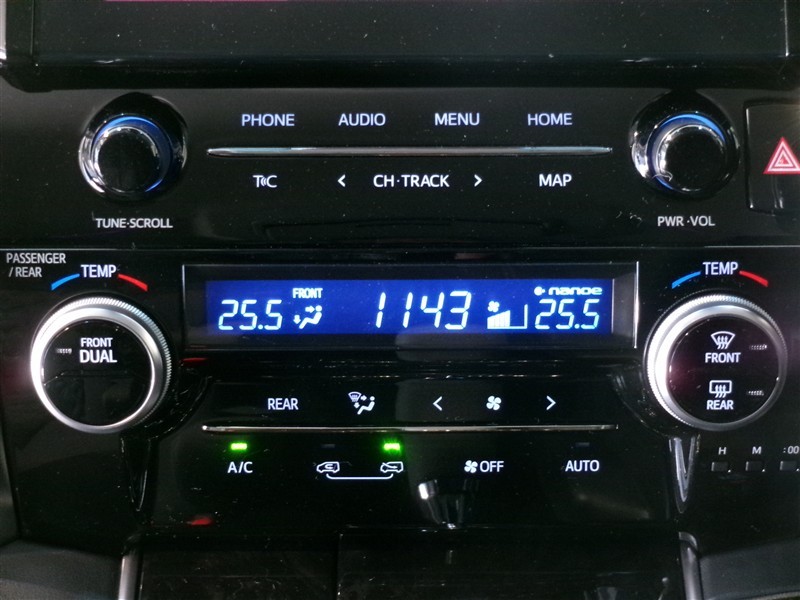 PHONE AUDIO MENU HOME
T C < CH·TRACK > MAP
TUNE·SCROLL PWR·VOL
PASSENGER
/ REAR
TEMP TEMP
FRONT nanoe
25.5 1143 25.5
FRONT
DUAL
FRONT
REAR
REAR < >
A/C OFF AUTO
H M :00